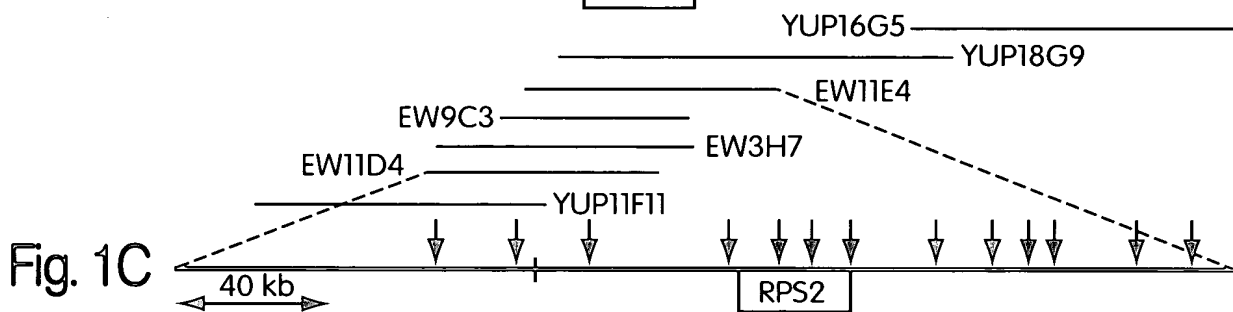 YUP16G5
YUP18G9
EW11E4
EW9C3
EW3H7
EW11D4
YUP11F11
Fig. 1C
40 kb
RPS2